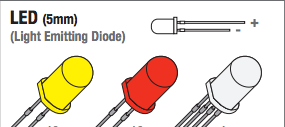 LED (5mm)
(Light Emitting Diode)
+
-